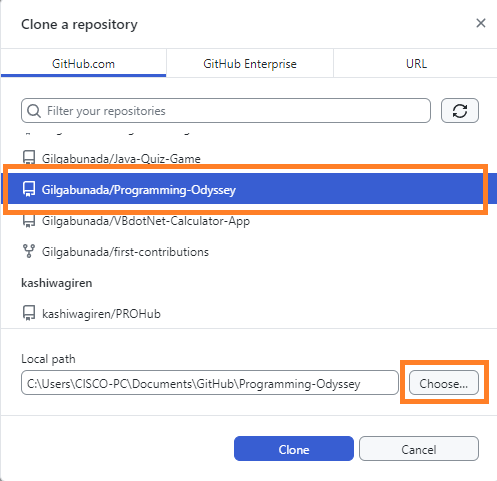 Clone a repository
GitHub.com GitHub Enterprise URL
Filter your repositories
Gilgabunada/Java-Quiz-Game
Gilgabunada/Programming-Odyssey
Gilgabunada/VBdotNet-Calculator-App
Gilgabunada/first-contributions
kashiwagiren
kashiwagiren/PROHub
Local path
C:\Users\CISCO-PC\Documents\GitHub\Programming-Odyssey Choose...
Clone Cancel